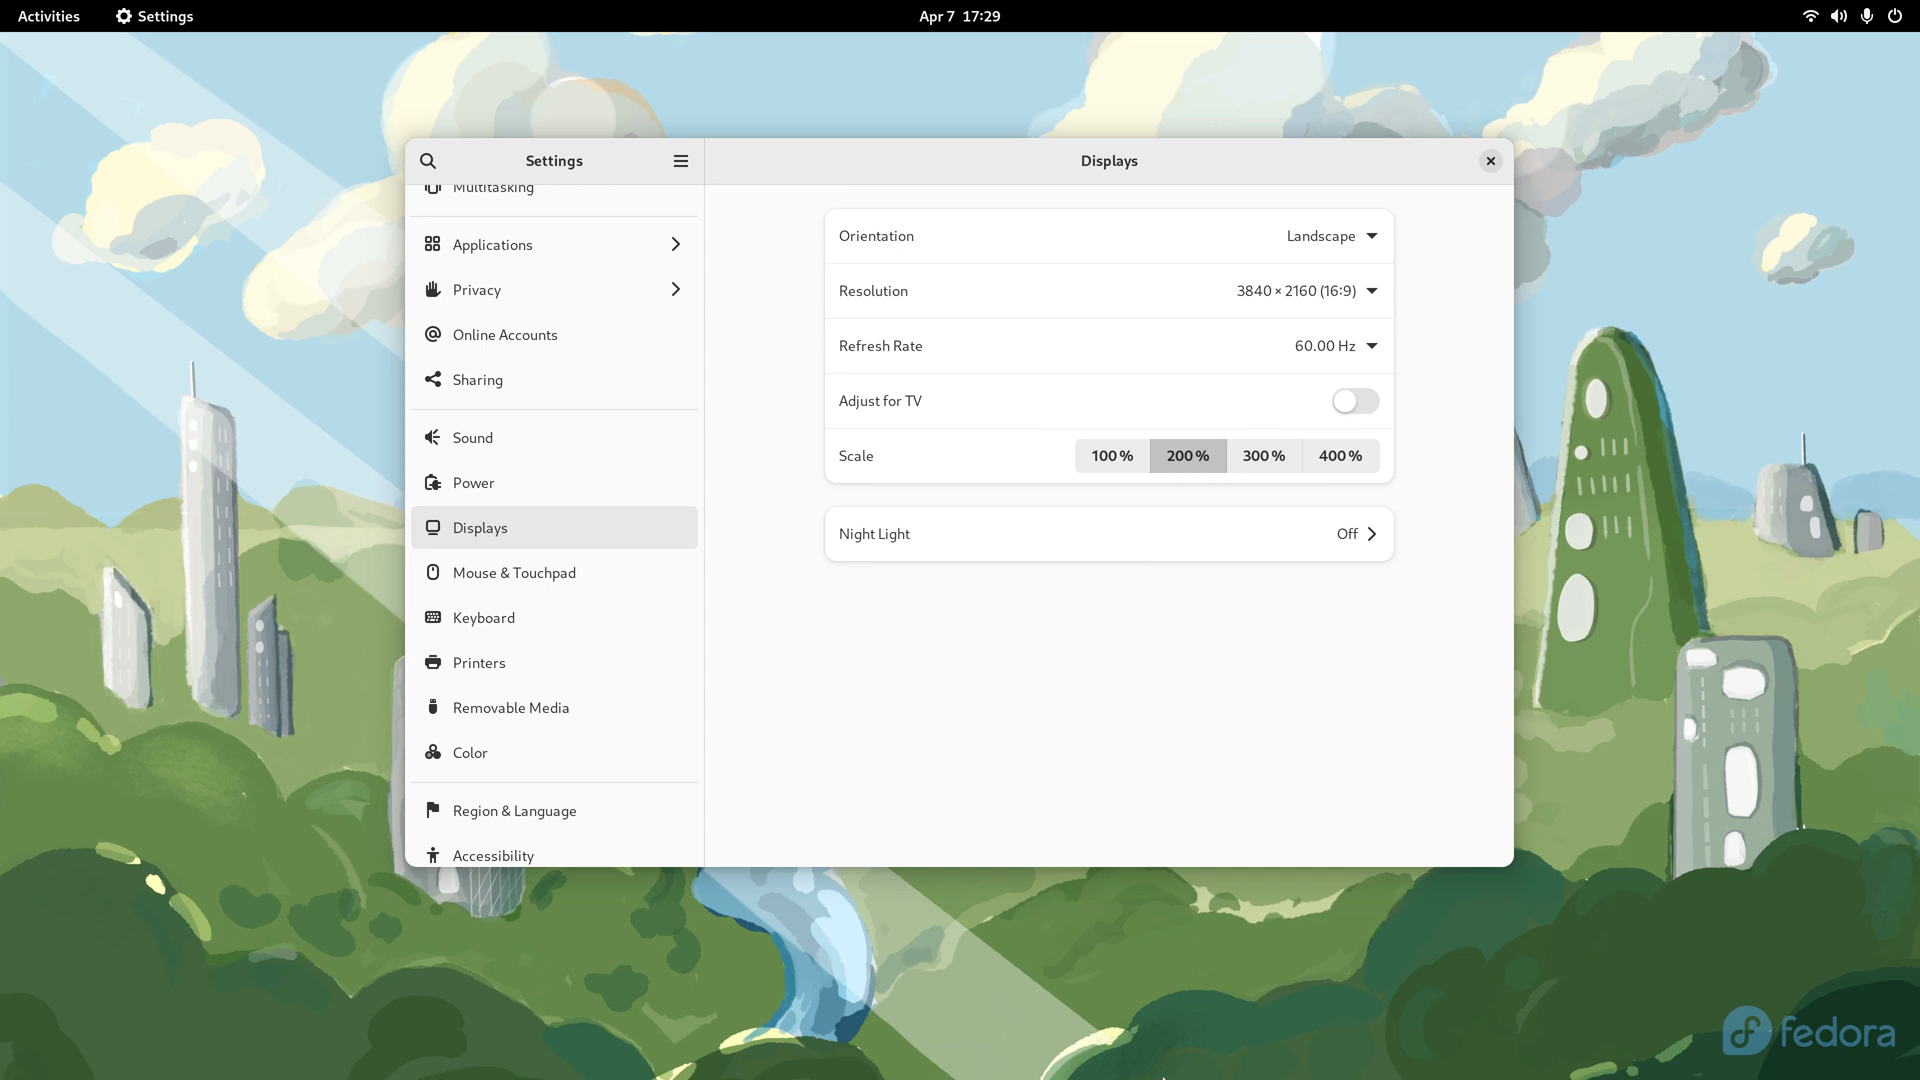 Activities Settings Apr 7 17:29
Settings Displays
Multitasking
Applications
Privacy
Online Accounts
Sharing
Sound
Power
Displays
Mouse & Touchpad
Keyboard
Printers
Removable Media
Color
Region & Language
Accessibility
Orientation Landscape
Resolution 3840 × 2160 (16:9)
Refresh Rate 60.00 Hz
Adjust for TV
Scale 100 % 200 % 300 % 400 %
Night Light Off
fedora